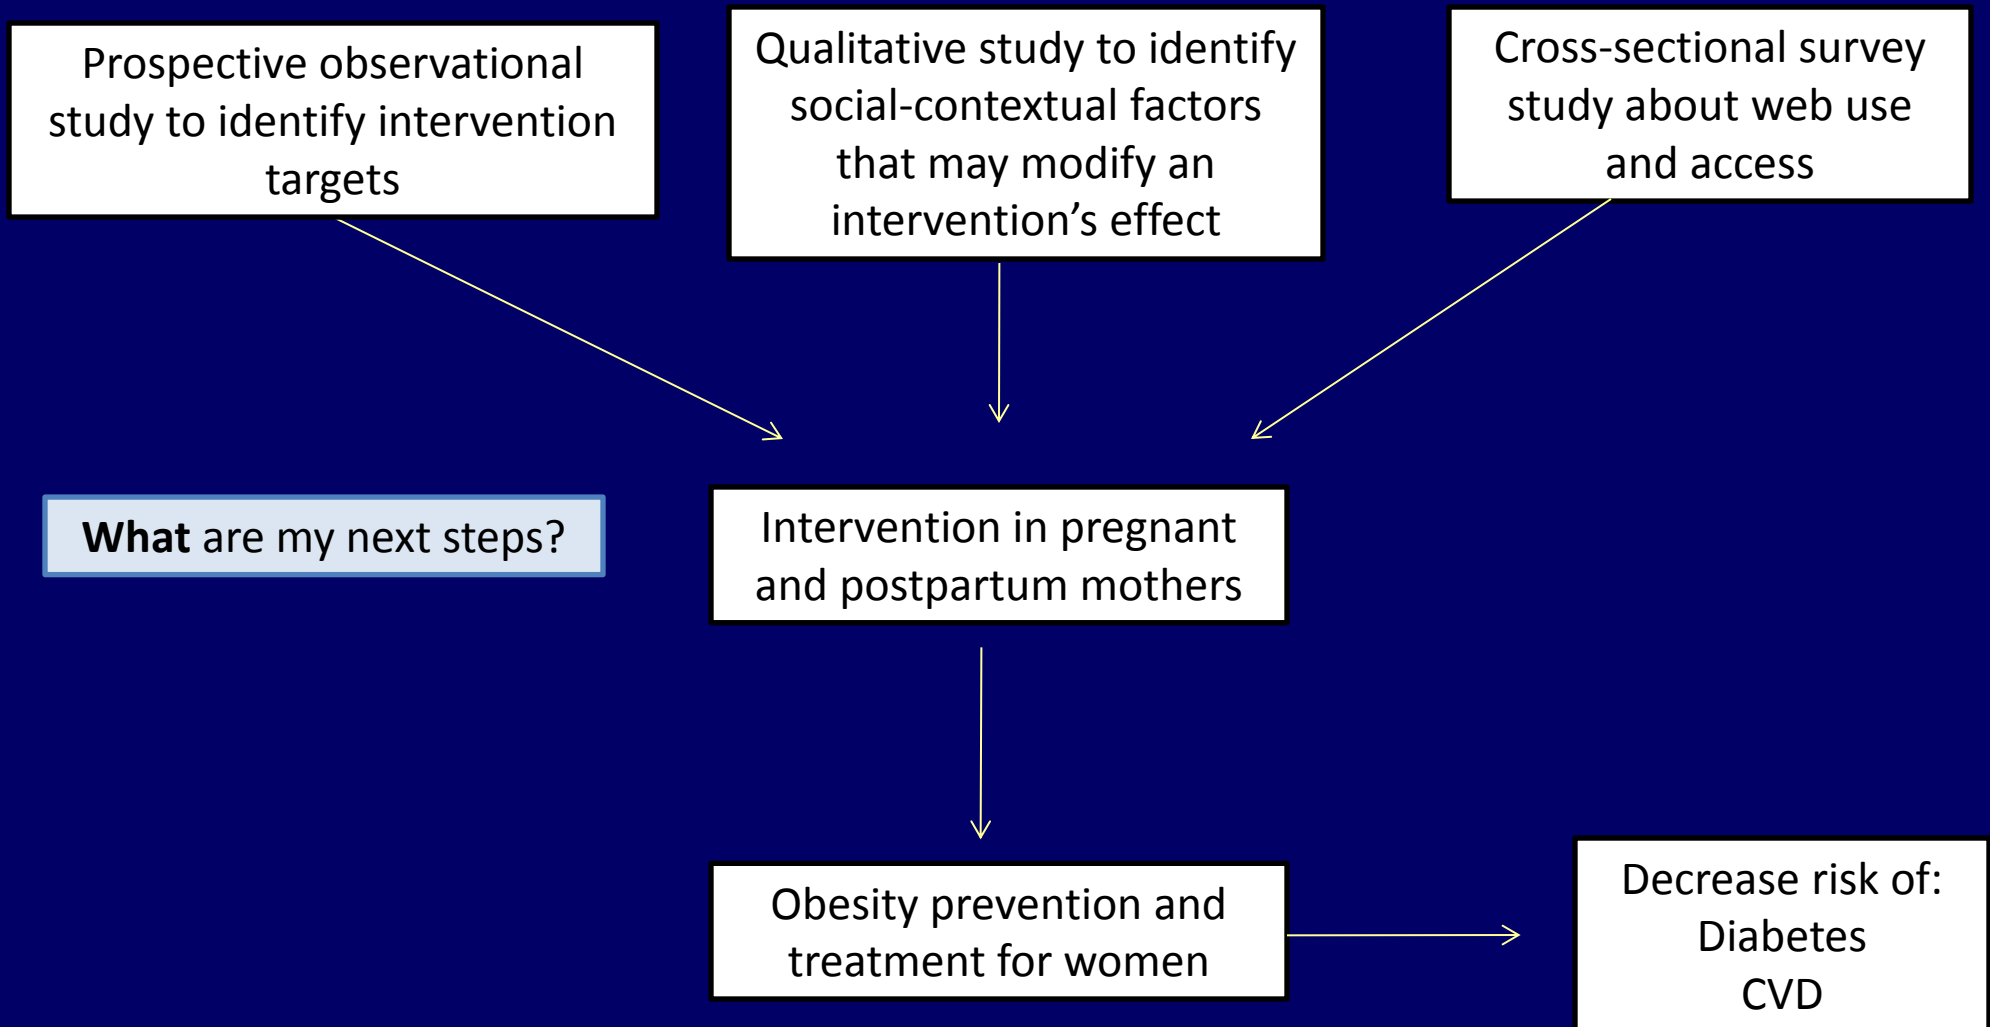 Prospective observational
study to identify intervention
targets
Qualitative study to identify
social-contextual factors
that may modify an
intervention’s effect
Cross-sectional survey
study about web use
and access
What are my next steps?
Intervention in pregnant
and postpartum mothers
Obesity prevention and
treatment for women
Decrease risk of:
Diabetes
CVD